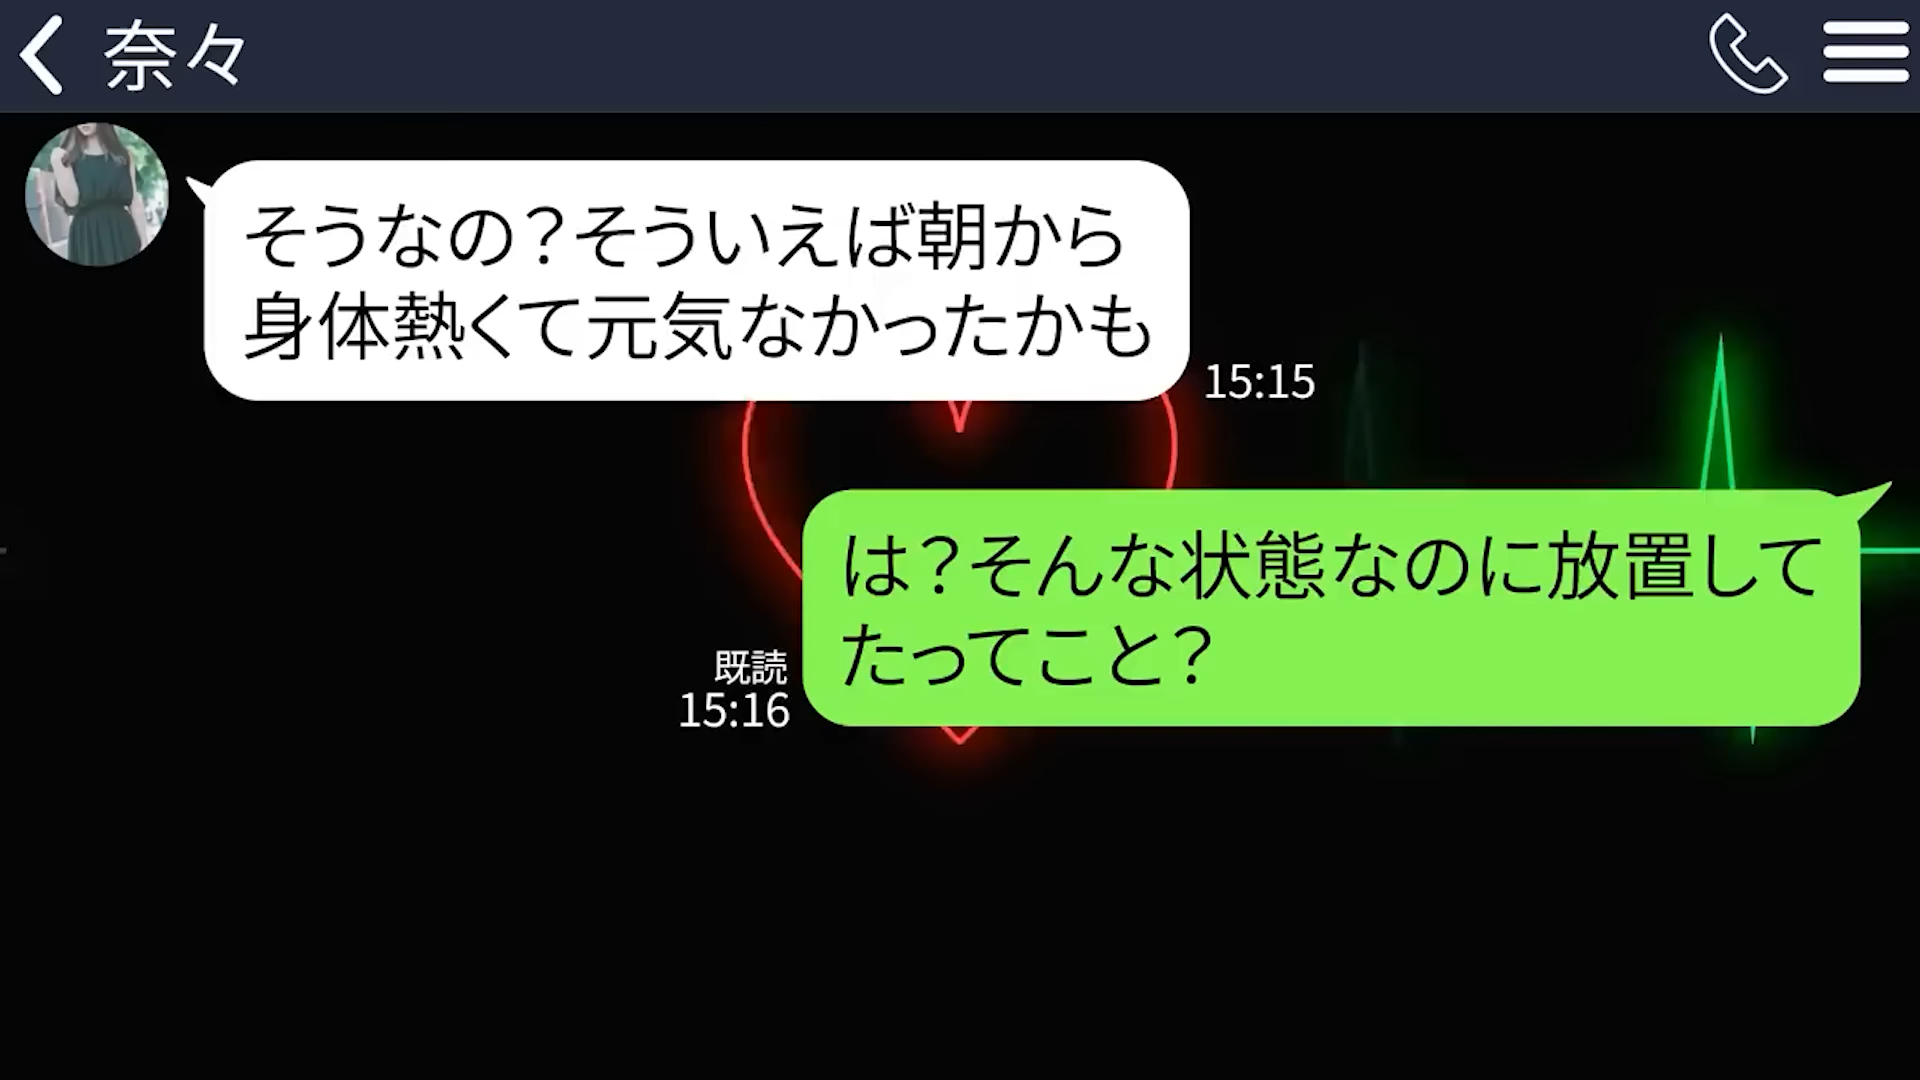 奈々
そうなの？そういえば朝から
身体熱くて元気なかったかも
15:15
は？そんな状態なのに放置して
たってこと？
既読
15:16